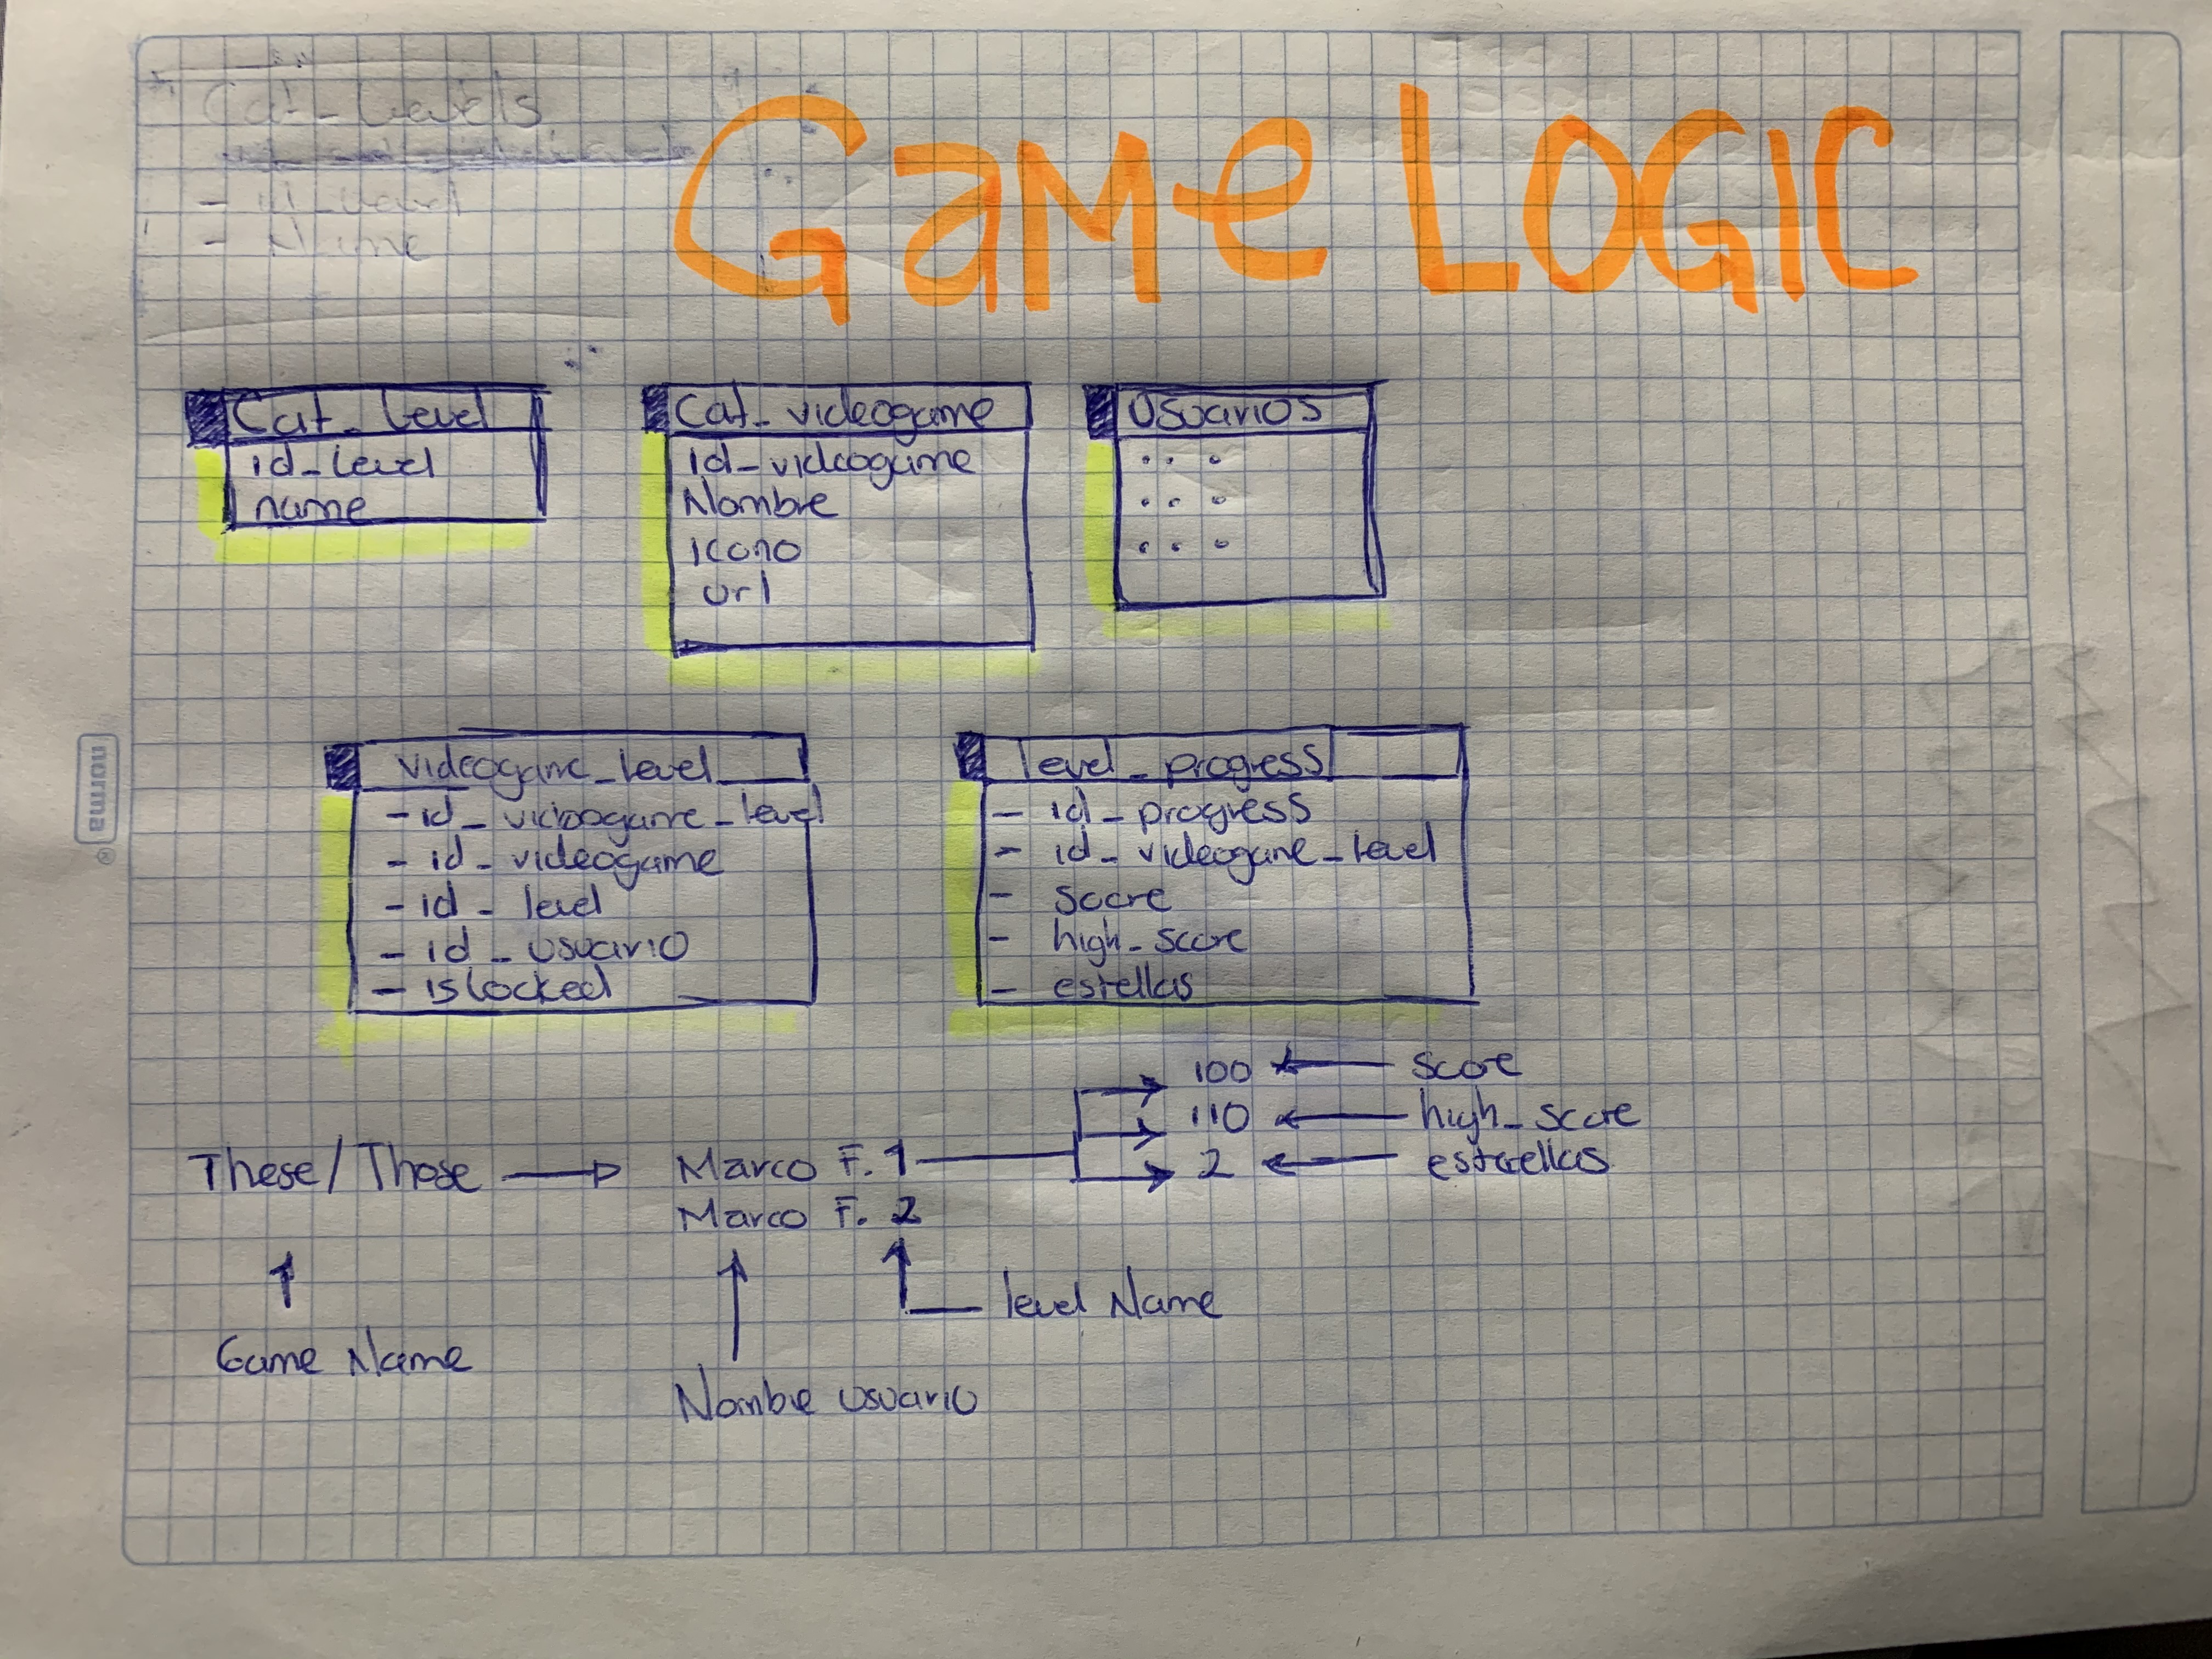 Cat_Levels
- id_level
- Name
Game LOGIC
Cat_level
id_level
name
Cat_videogame
id_videogame
Nombre
icono
url
Usuarios
. . .
. . .
. . .
videogame_level
- id_videogame_level
- id_videogame
- id_level
- id_usuario
- islocked
level_progress
- id_progress
- id_videogame_level
- score
- high_score
- estellas
norma®
These/Those → Marco F. 1
Marco F. 2
100 ← score
110 ← high_score
2 ← estrellas
level Name
Game Name
Nombre usuario